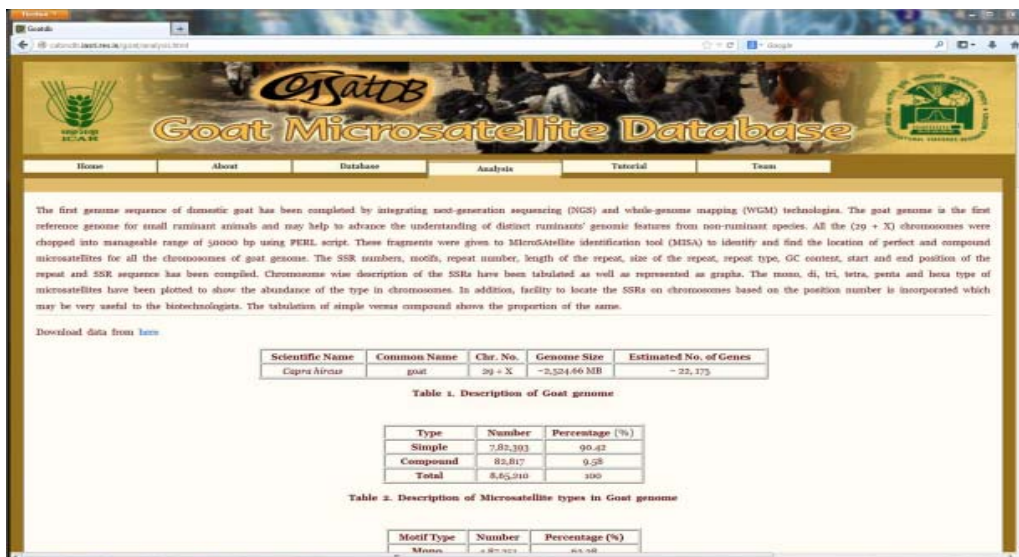 Firefox
Goatdb
cabindb.iasri.res.in/goat/analysis.html
Google
ICAR
GoSatDB
Goat Microsatellite Database
Home About Database Analysis Tutorial Team
The first genome sequence of domestic goat has been completed by integrating next-generation sequencing (NGS) and whole-genome mapping (WGM) technologies. The goat genome is the first
reference genome for small ruminant animals and may help to advance the understanding of distinct ruminants' genomic features from non-ruminant species. All the (29 + X) chromosomes were
chopped into manageable range of 50000 bp using PERL script. These fragments were given to MIcroSAtellite identification tool (MISA) to identify and find the location of perfect and compound
microsatellites for all the chromosomes of goat genome. The SSR numbers, motifs, repeat number, length of the repeat, size of the repeat, repeat type, GC content, start and end position of the
repeat and SSR sequence has been compiled. Chromosome wise description of the SSRs have been tabulated as well as represented as graphs. The mono, di, tri, tetra, penta and hexa type of
microsatellites have been plotted to show the abundance of the type in chromosomes. In addition, facility to locate the SSRs on chromosomes based on the position number is incorporated which
may be very useful to the biotechnologists. The tabulation of simple versus compound shows the proportion of the same.
Download data from here
Scientific Name Common Name Chr. No. Genome Size Estimated No. of Genes
Capra hircus goat 29 + X ~2,524.66 MB ~ 22, 175
Table 1. Description of Goat genome
Type Number Percentage (%)
Simple 7,82,393 90.42
Compound 82,817 9.58
Total 8,65,210 100
Table 2. Description of Microsatellite types in Goat genome
Motif Type Number Percentage (%)
Mono